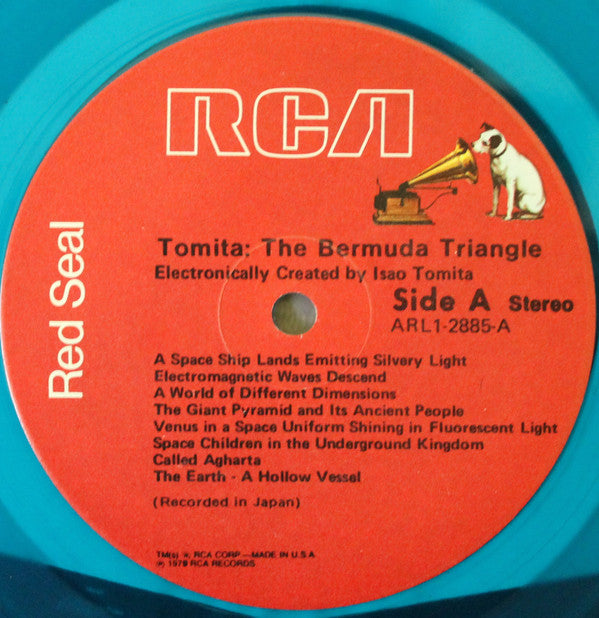 RCA
Red Seal
Tomita: The Bermuda Triangle
Electronically Created by Isao Tomita
Side A Stereo
ARL1-2885-A
A Space Ship Lands Emitting Silvery Light
Electromagnetic Waves Descend
A World of Different Dimensions
The Giant Pyramid and Its Ancient People
Venus in a Space Uniform Shining in Fluorescent Light
Space Children in the Underground Kingdom
Called Agharta
The Earth - A Hollow Vessel
(Recorded in Japan)
TM(s) ® RCA CORP.—MADE IN U.S.A
℗ 1979 RCA RECORDS